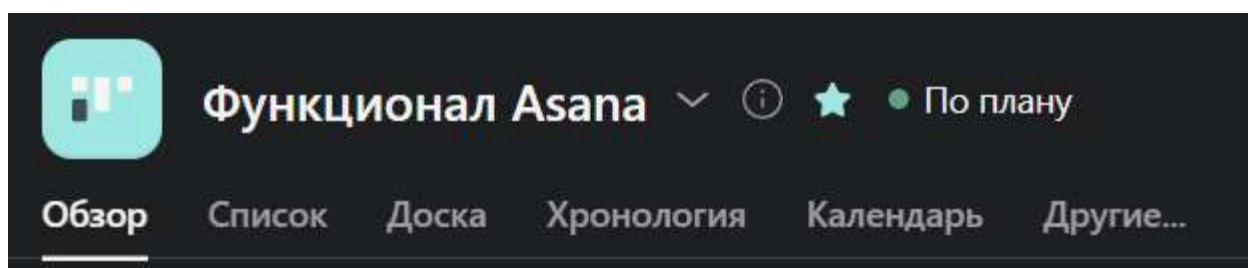 Функционал Asana По плану
Обзор Список Доска Хронология Календарь Другие...